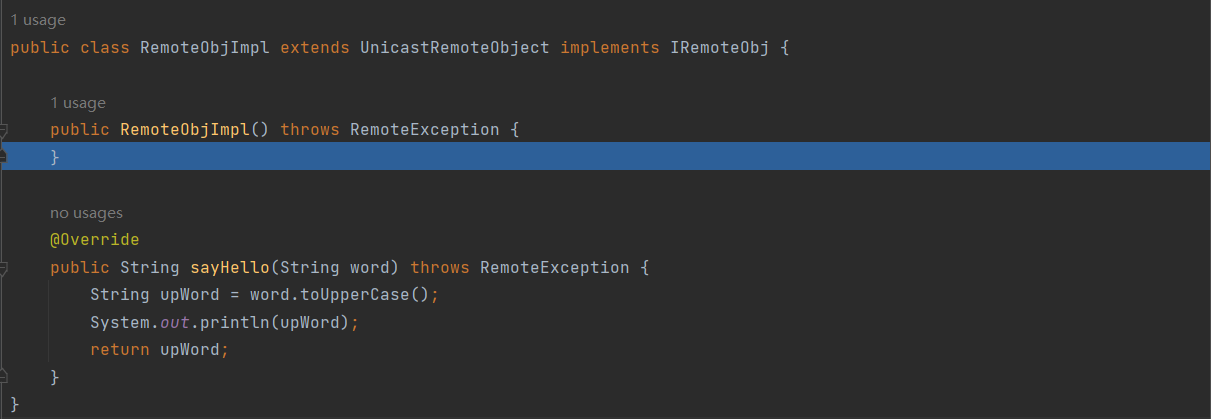 1 usage
public class RemoteObjImpl extends UnicastRemoteObject implements IRemoteObj {
1 usage
public RemoteObjImpl() throws RemoteException {
}
no usages
@Override
public String sayHello(String word) throws RemoteException {
String upWord = word.toUpperCase();
System.out.println(upWord);
return upWord;
}
}